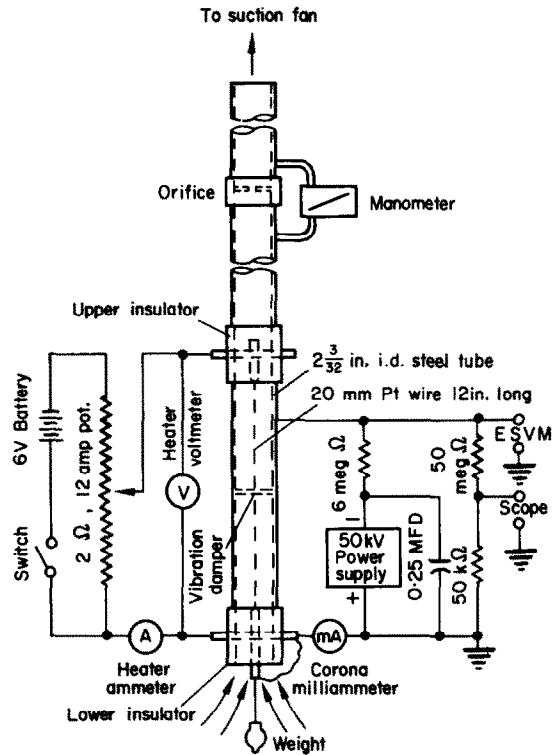 To suction fan
Orifice
Manometer
Upper insulator
2 3/32 in. i.d. steel tube
20 mm Pt wire 12in. long
6V Battery
2 Ω, 12 amp pot.
Heater
voltmeter
V
Vibration
damper
6 meg Ω
50
meg Ω
ESVM
Scope
Switch
50kV
Power
supply
−
+
0·25 MFD
50 kΩ
A
mA
Heater
ammeter
Corona
milliammeter
Lower insulator
Weight